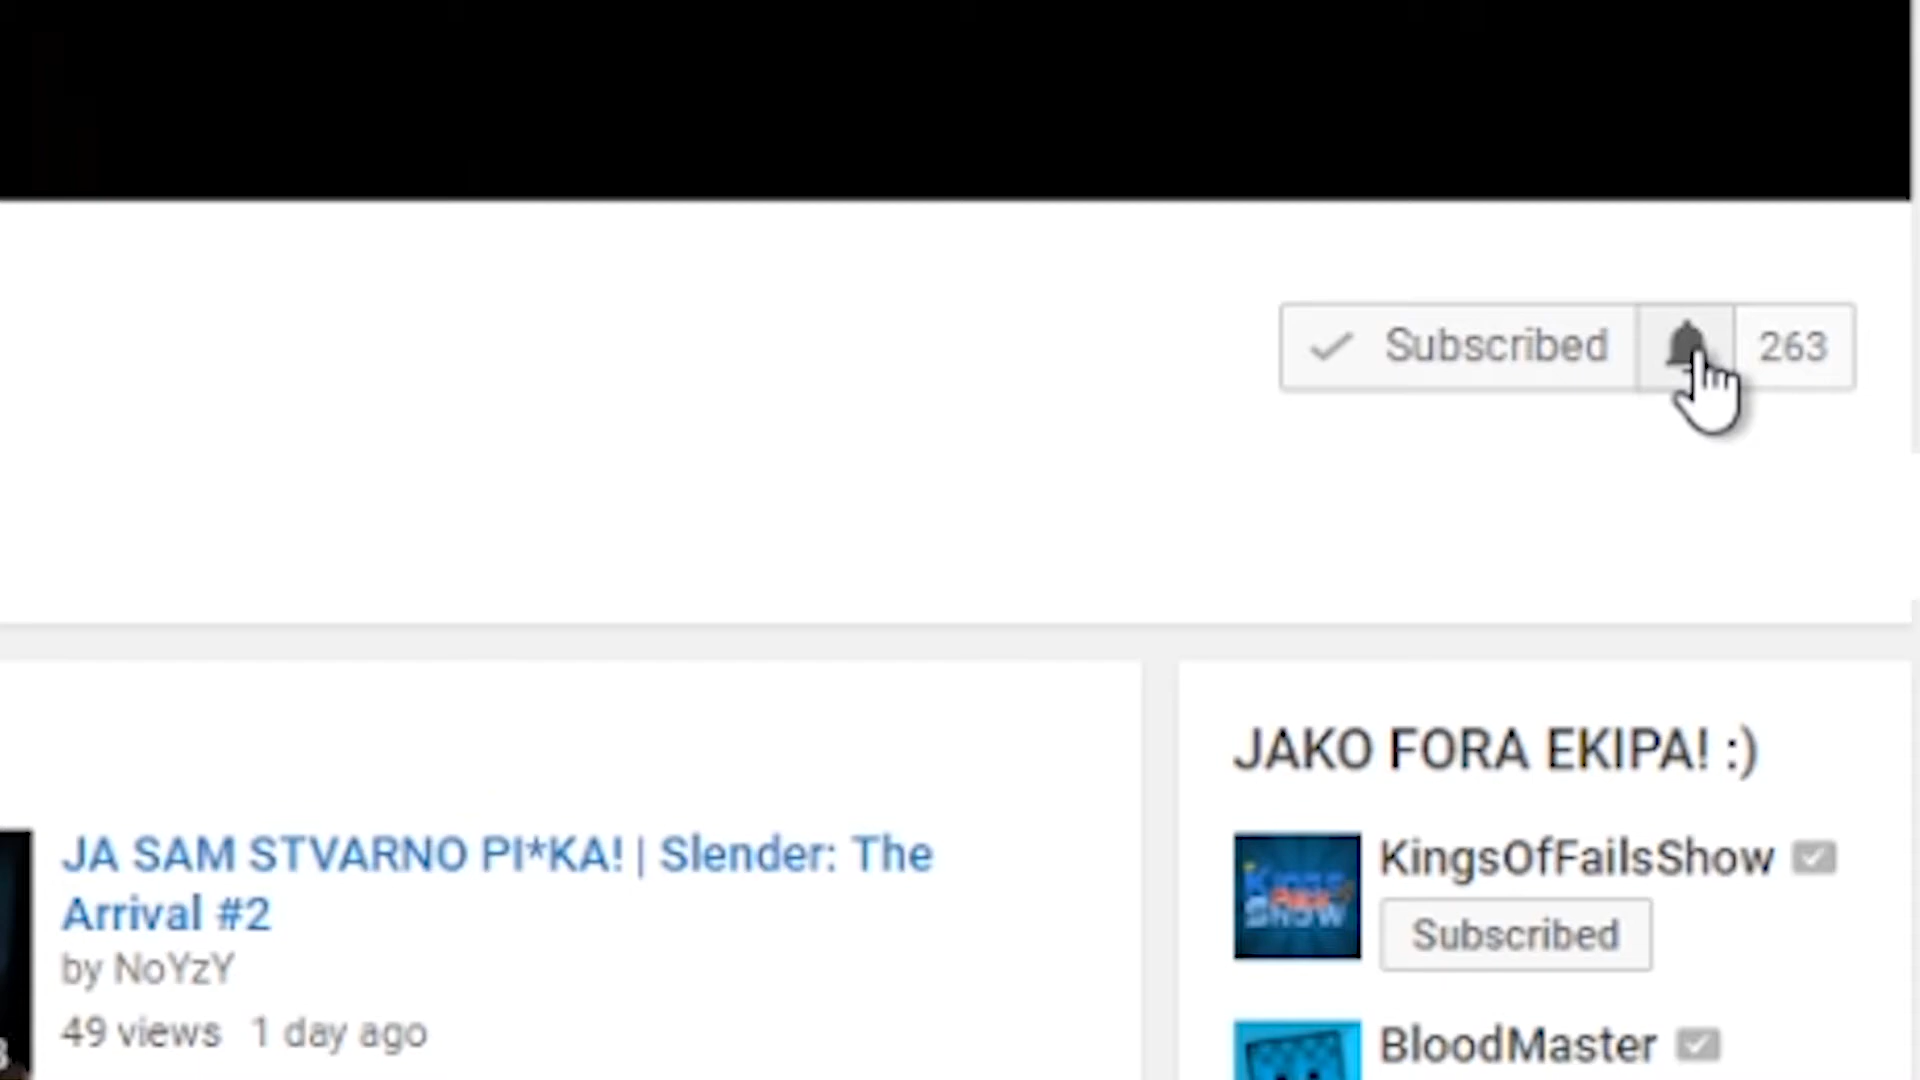 Subscribed 263
JAKO FORA EKIPA! :)
JA SAM STVARNO PI*KA! | Slender: The
Arrival #2
by NoYzY
49 views 1 day ago
KingsOfFailsShow
Subscribed
BloodMaster